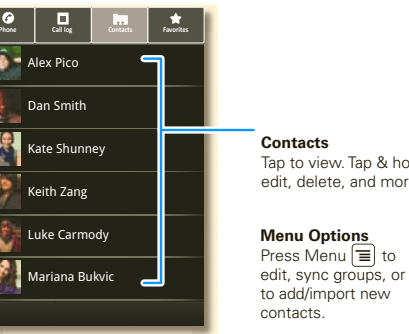 Phone Call log Contacts Favorites
Alex Pico
Dan Smith
Kate Shunney
Keith Zang
Luke Carmody
Mariana Bukvic
Contacts
Tap to view. Tap & ho
edit, delete, and mor
Menu Options
Press Menu to
edit, sync groups, or
to add/import new
contacts.